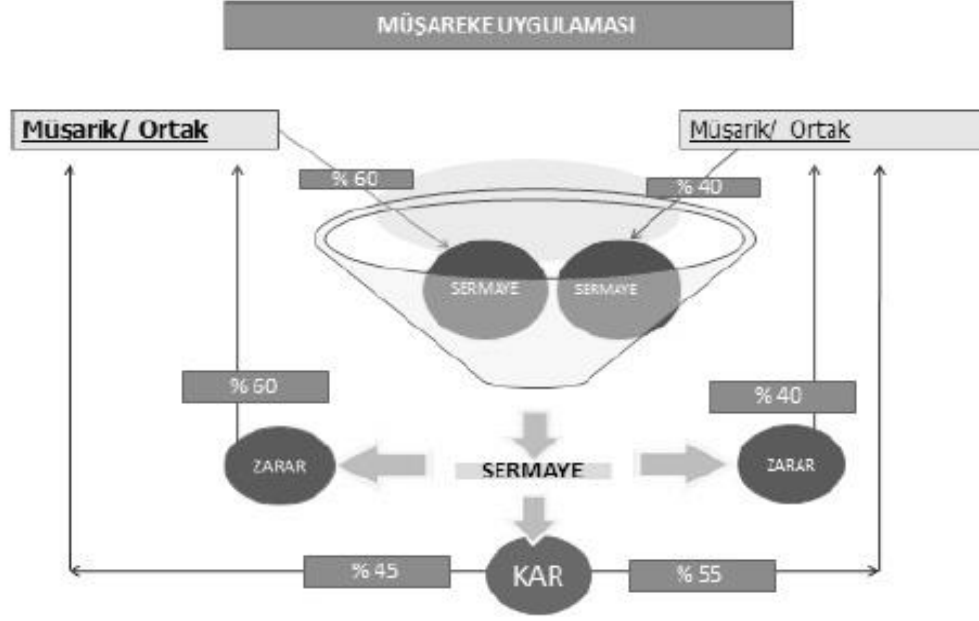 MÜŞAREKE UYGULAMASI
Müşarik/ Ortak
Müşarik/ Ortak
% 60
% 40
SERMAYE
SERMAYE
% 60
% 40
ZARAR
SERMAYE
ZARAR
% 45
KAR
% 55